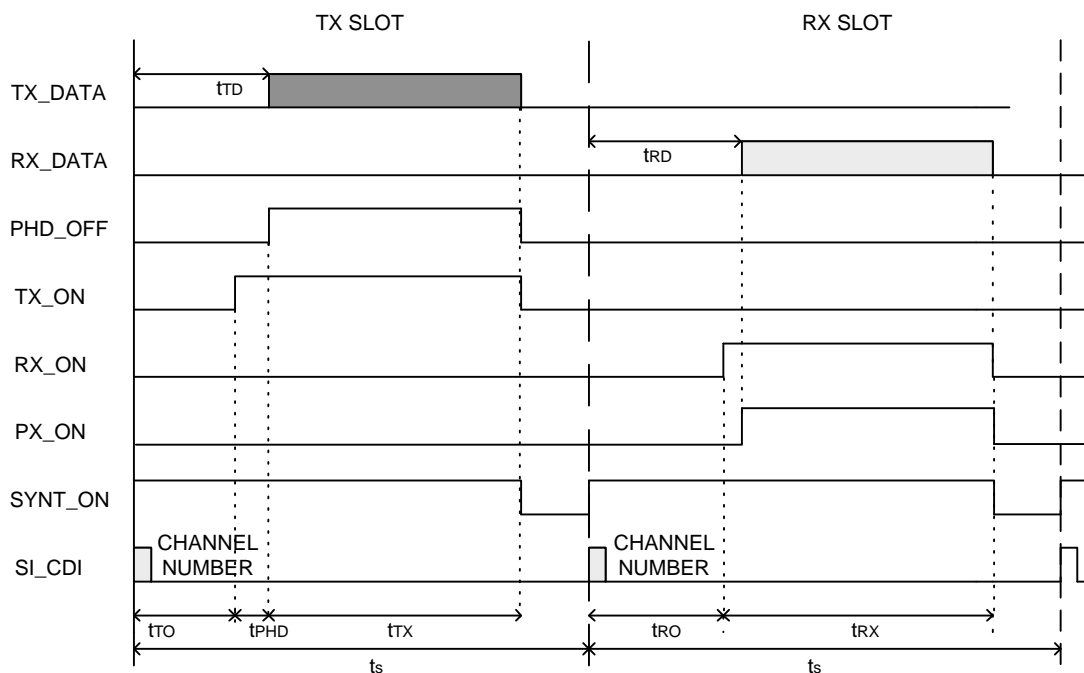 TX SLOT
RX SLOT
TX_DATA
tTD
RX_DATA
tRD
PHD_OFF
TX_ON
RX_ON
PX_ON
SYNT_ON
SI_CDI
CHANNEL
NUMBER
CHANNEL
NUMBER
tTO
tPHD
tTX
tRO
tRX
ts
ts